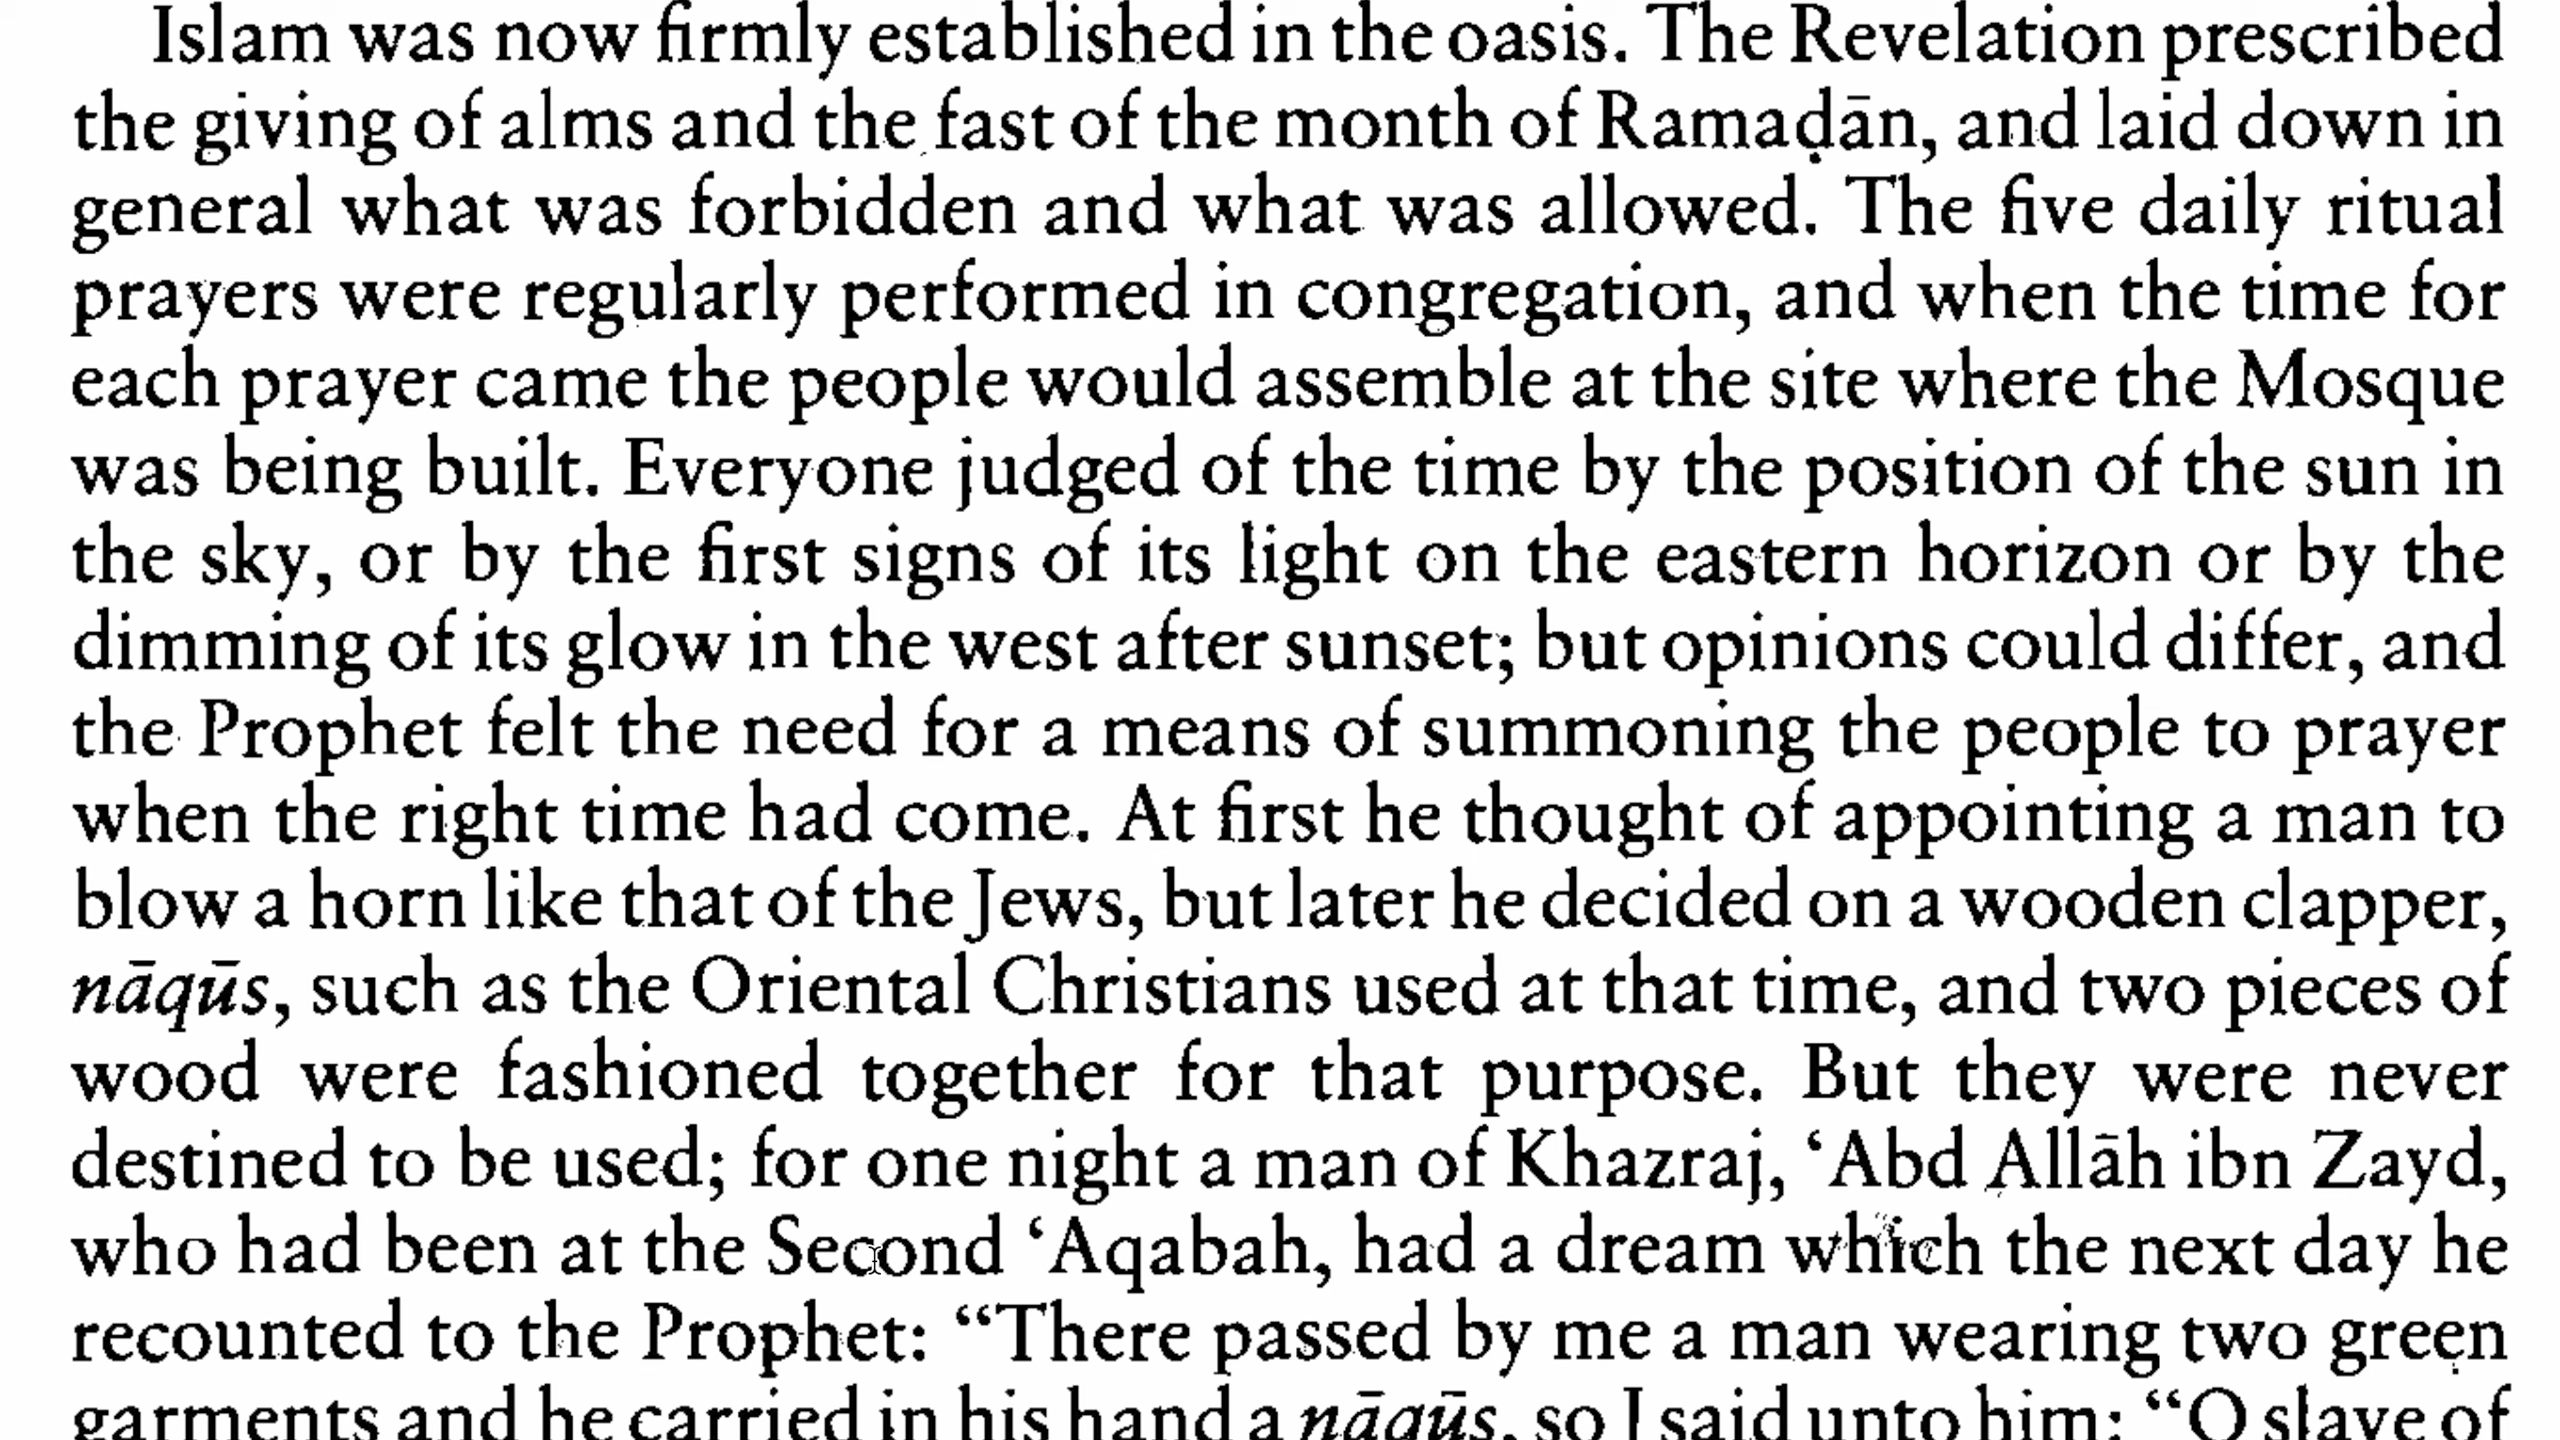 Islam was now firmly established in the oasis. The Revelation prescribed
the giving of alms and the fast of the month of Ramaḍān, and laid down in
general what was forbidden and what was allowed. The five daily ritual
prayers were regularly performed in congregation, and when the time for
each prayer came the people would assemble at the site where the Mosque
was being built. Everyone judged of the time by the position of the sun in
the sky, or by the first signs of its light on the eastern horizon or by the
dimming of its glow in the west after sunset; but opinions could differ, and
the Prophet felt the need for a means of summoning the people to prayer
when the right time had come. At first he thought of appointing a man to
blow a horn like that of the Jews, but later he decided on a wooden clapper,
nāqūs, such as the Oriental Christians used at that time, and two pieces of
wood were fashioned together for that purpose. But they were never
destined to be used; for one night a man of Khazraj, ‘Abd Allāh ibn Zayd,
who had been at the Second ‘Aqabah, had a dream which the next day he
recounted to the Prophet: “There passed by me a man wearing two green
garments and he carried in his hand a nāqūs, so I said unto him: “O slave of